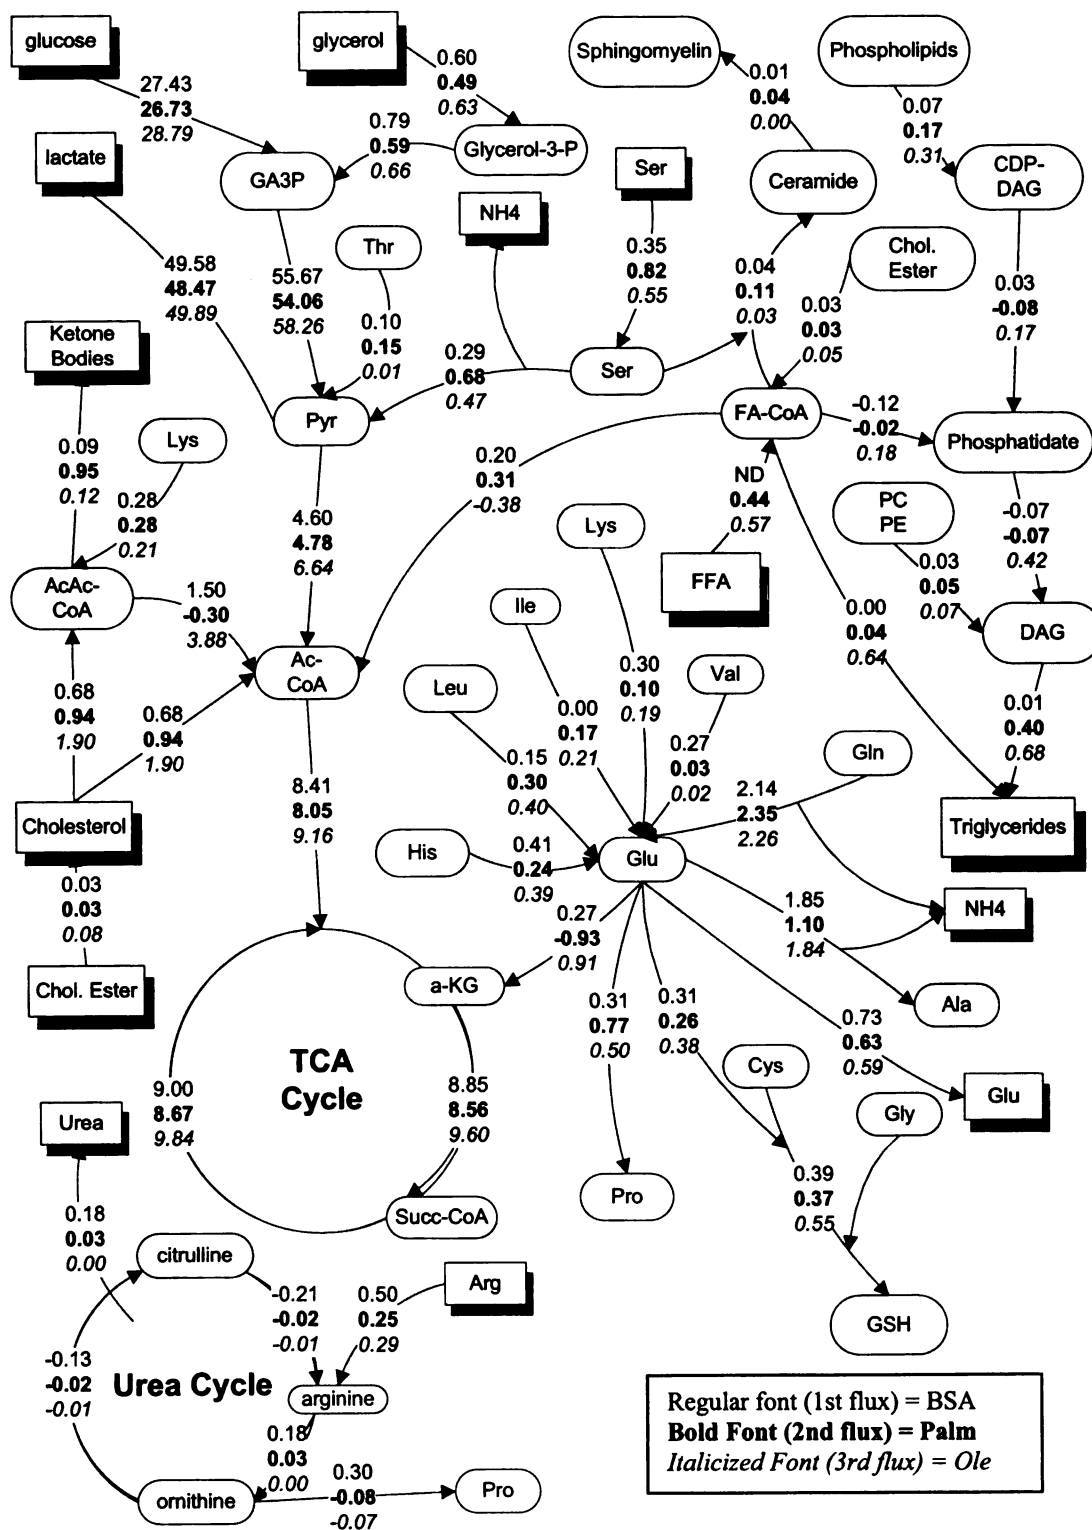 glucose
glycerol
Sphingomyelin
Phospholipids
27.43
26.73
28.79
0.60
0.49
0.63
0.01
0.04
0.00
0.07
0.17
0.31
lactate
0.79
0.59
0.66
GA3P
Glycerol-3-P
Ser
Ceramide
CDP-
DAG
NH4
Thr
Chol.
Ester
49.58
48.47
49.89
55.67
54.06
58.26
0.35
0.82
0.55
0.04
0.11
0.03
0.03
0.03
0.05
0.03
-0.08
0.17
Ketone
Bodies
0.10
0.15
0.01
0.29
0.68
0.47
Ser
Pyr
FA-CoA
-0.12
-0.02
0.18
Phosphatidate
Lys
0.09
0.95
0.12
0.28
0.28
0.21
0.20
0.31
-0.38
ND
0.44
0.57
PC
PE
-0.07
-0.07
0.42
4.60
4.78
6.64
Lys
FFA
0.03
0.05
0.07
AcAc-
CoA
1.50
-0.30
3.88
Ile
0.00
0.04
0.64
DAG
Ac-
CoA
Leu
0.30
0.10
0.19
Val
0.68
0.94
1.90
0.68
0.94
1.90
0.00
0.17
0.21
0.01
0.40
0.68
0.15
0.30
0.40
0.27
0.03
0.02
Gln
8.41
8.05
9.16
2.14
2.35
2.26
Cholesterol
Triglycerides
His
0.41
0.24
0.39
Glu
0.03
0.03
0.08
1.85
1.10
1.84
NH4
0.27
-0.93
0.91
Chol. Ester
a-KG
Ala
0.31
0.77
0.50
0.31
0.26
0.38
0.73
0.63
0.59
TCA
Cycle
Cys
9.00
8.67
9.84
8.85
8.56
9.60
Glu
Urea
Gly
Pro
0.39
0.37
0.55
Succ-CoA
0.18
0.03
0.00
citrulline
Arg
-0.21
-0.02
-0.01
0.50
0.25
0.29
GSH
-0.13
-0.02
-0.01
Urea Cycle
arginine
0.18
0.03
0.00
0.30
-0.08
-0.07
ornithine
Pro
Regular font (1st flux) = BSA
Bold Font (2nd flux) = Palm
Italicized Font (3rd flux) = Ole